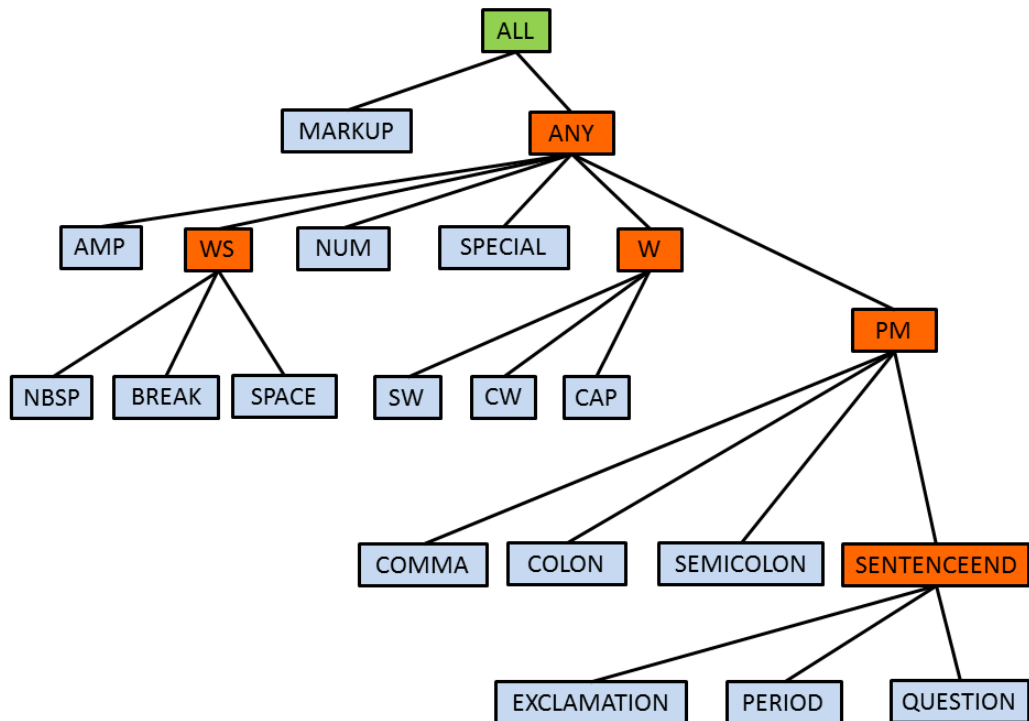 ALL
MARKUP
ANY
AMP
WS
NUM
SPECIAL
W
PM
NBSP
BREAK
SPACE
SW
CW
CAP
COMMA
COLON
SEMICOLON
SENTENCEEND
EXCLAMATION
PERIOD
QUESTION